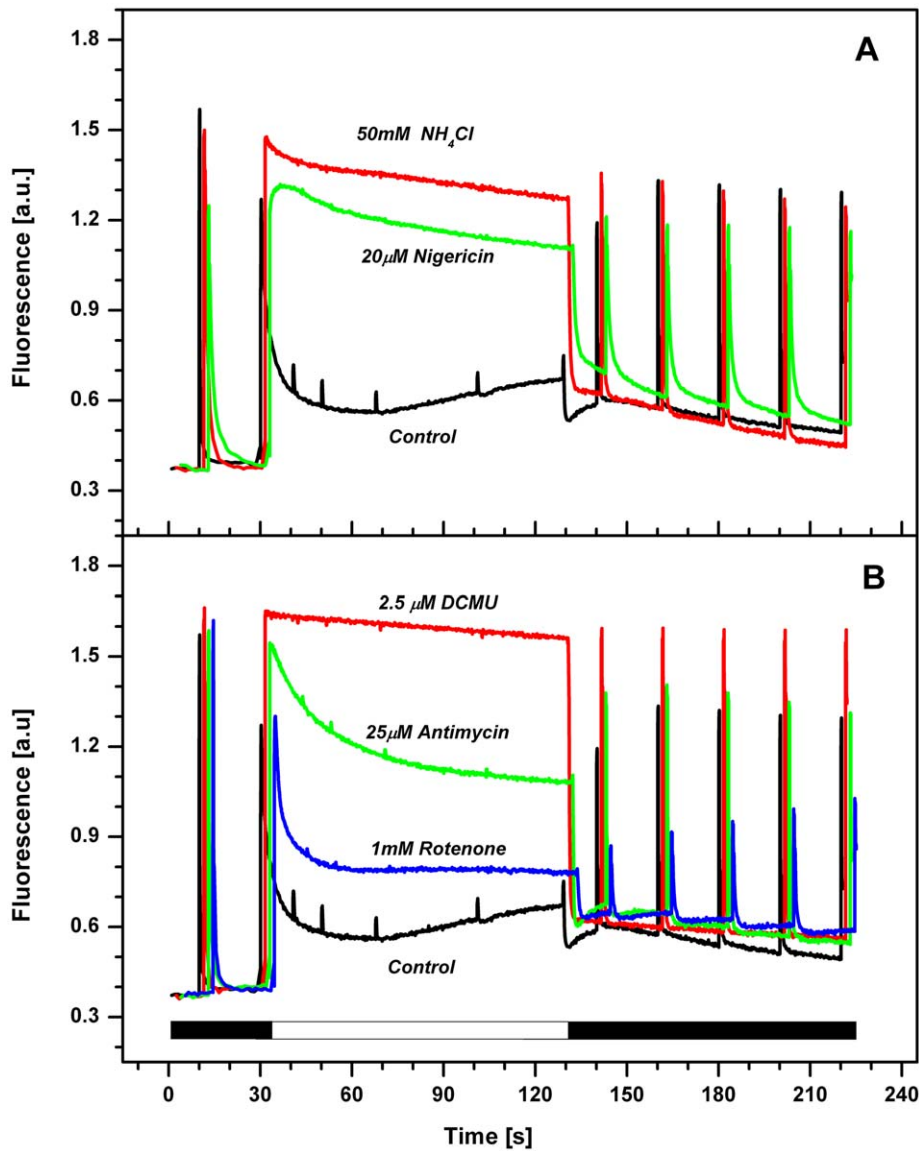 A
1.8
1.5
1.2
0.9
0.6
0.3
Fluorescence [a.u.]
50mM NH₄Cl
20μM Nigericin
Control
B
1.8
1.5
1.2
0.9
0.6
0.3
Fluorescence [a.u]
2.5 μM DCMU
25μM Antimycin
1mM Rotenone
Control
0 30 60 90 120 150 180 210 240
Time [s]